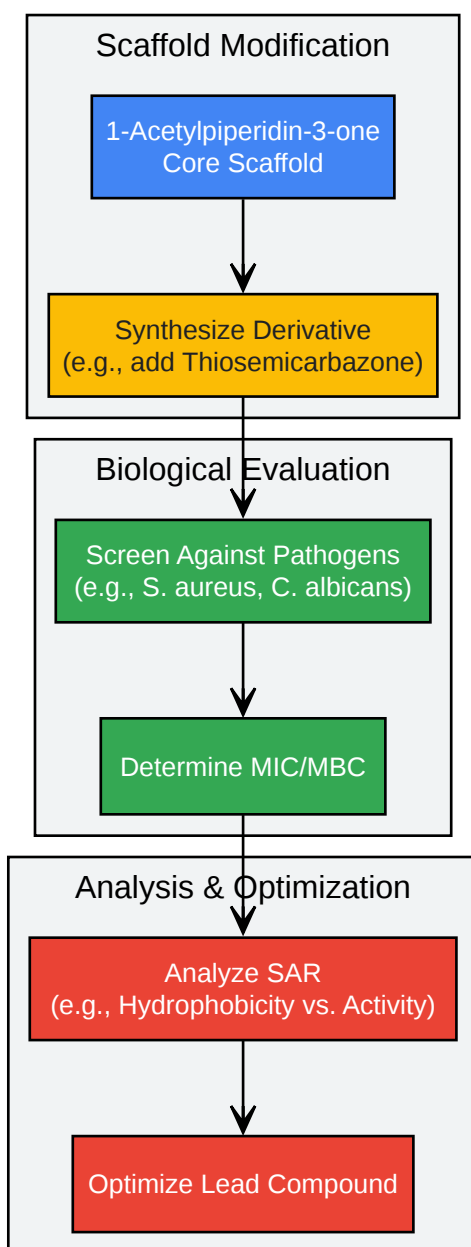 Scaffold Modification
1-Acetylpiperidin-3-one
Core Scaffold
Synthesize Derivative
(e.g., add Thiosemicarbazone)
Biological Evaluation
Screen Against Pathogens
(e.g., S. aureus, C. albicans)
Determine MIC/MBC
Analysis & Optimization
Analyze SAR
(e.g., Hydrophobicity vs. Activity)
Optimize Lead Compound